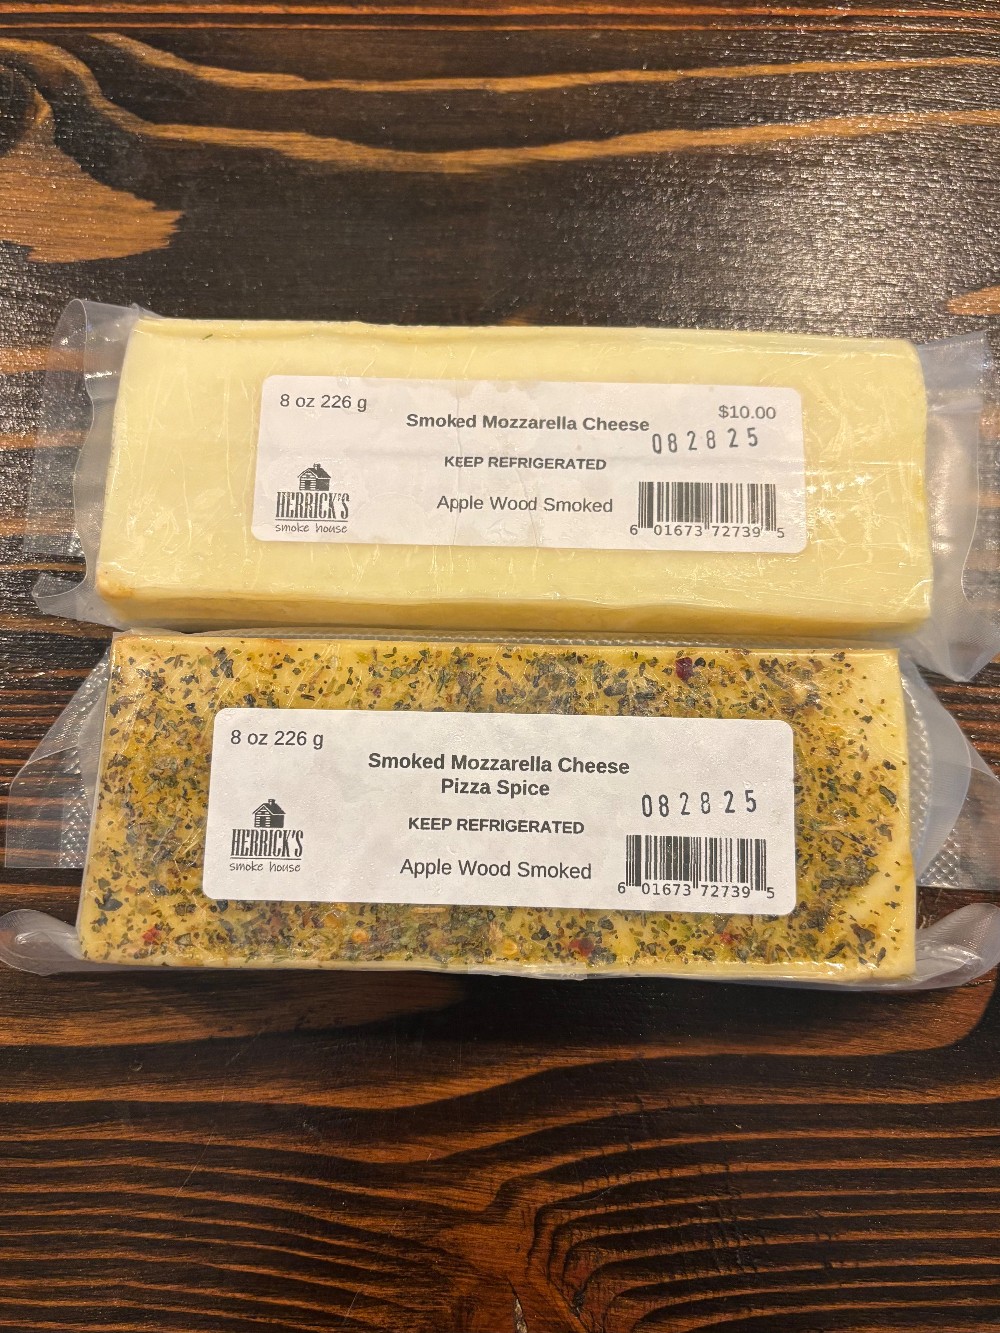 8 oz 226 g
$10.00
Smoked Mozzarella Cheese
082825
KEEP REFRIGERATED
Apple Wood Smoked
HERRICK'S
smoke house
6 01673 72739 5
8 oz 226 g
Smoked Mozzarella Cheese
Pizza Spice
082825
KEEP REFRIGERATED
Apple Wood Smoked
HERRICK'S
smoke house
6 01673 72739 5